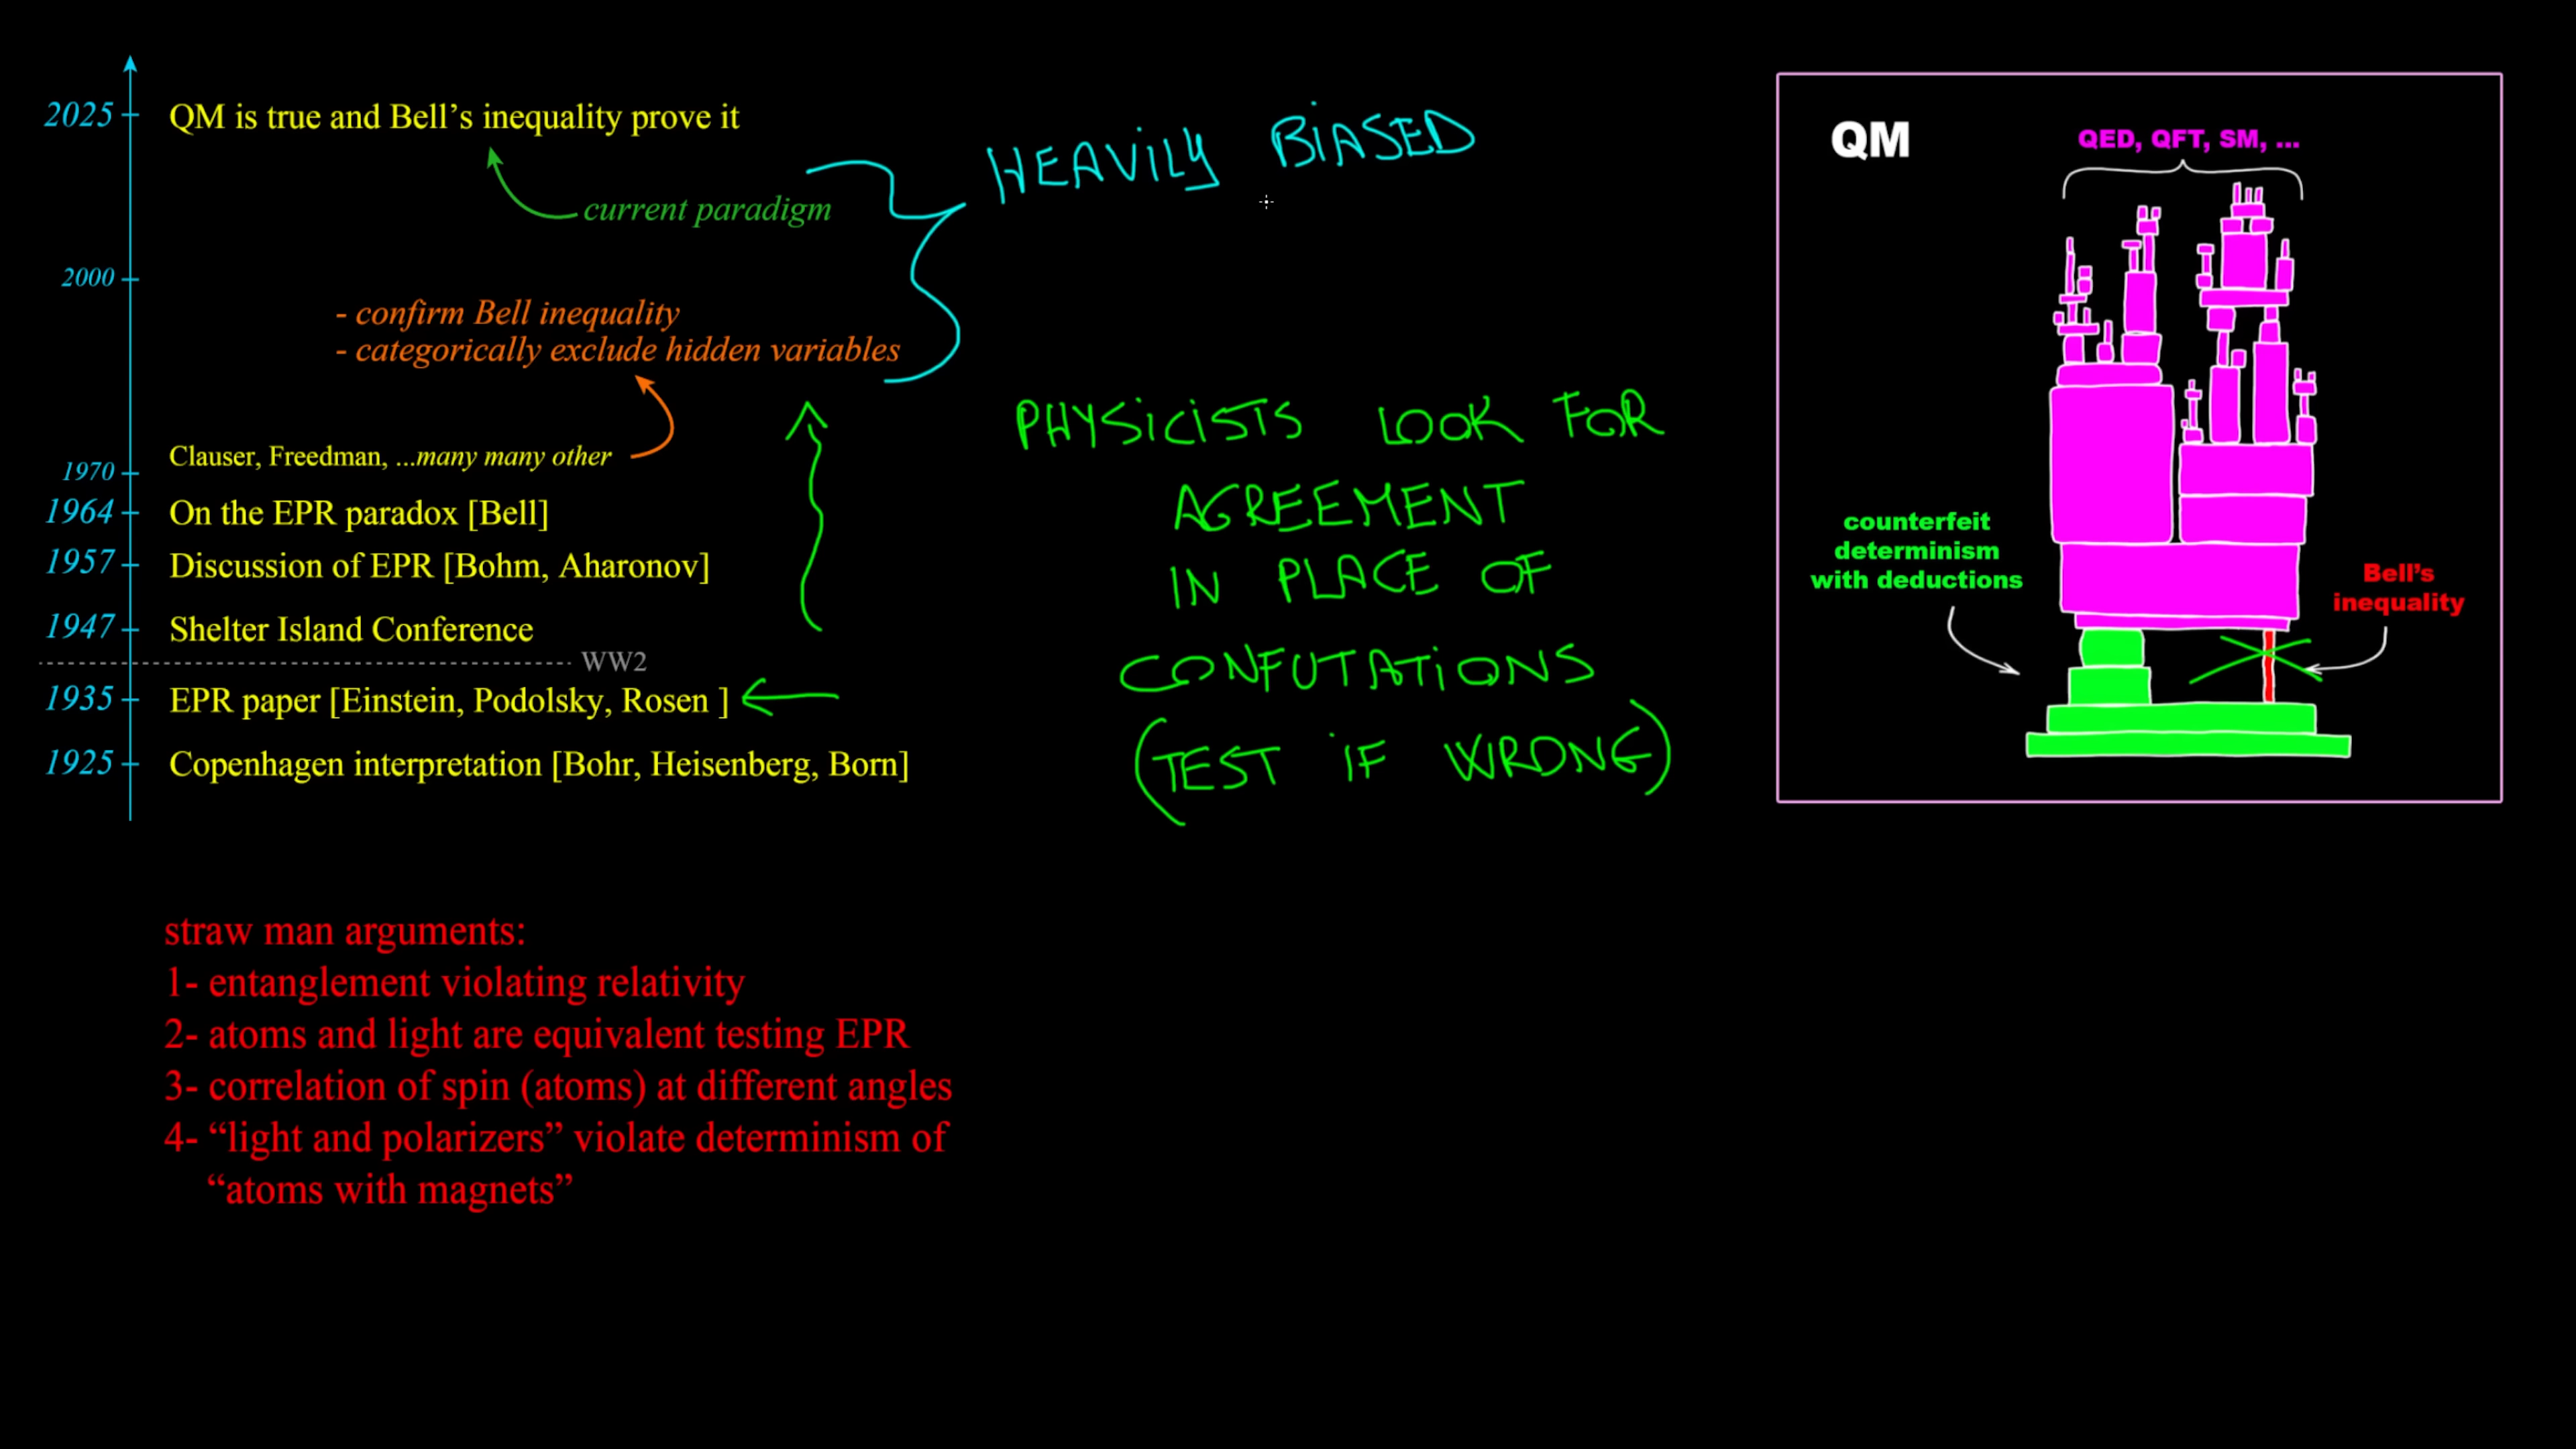 2025
QM is true and Bell's inequality prove it
current paradigm
2000
- confirm Bell inequality
- categorically exclude hidden variables
Clauser, Freedman, ...many many other
1970
1964
On the EPR paradox [Bell]
1957
Discussion of EPR [Bohm, Aharonov]
1947
Shelter Island Conference
WW2
1935
EPR paper [Einstein, Podolsky, Rosen ]
1925
Copenhagen interpretation [Bohr, Heisenberg, Born]
HEAVILY BIASED
PHYSICISTS LOOK FOR
AGREEMENT
IN PLACE OF
CONFUTATIONS
(TEST IF WRONG)
QM
QED, QFT, SM, ...
counterfeit
determinism
with deductions
Bell's
inequality
straw man arguments:
1- entanglement violating relativity
2- atoms and light are equivalent testing EPR
3- correlation of spin (atoms) at different angles
4- “light and polarizers” violate determinism of
“atoms with magnets”